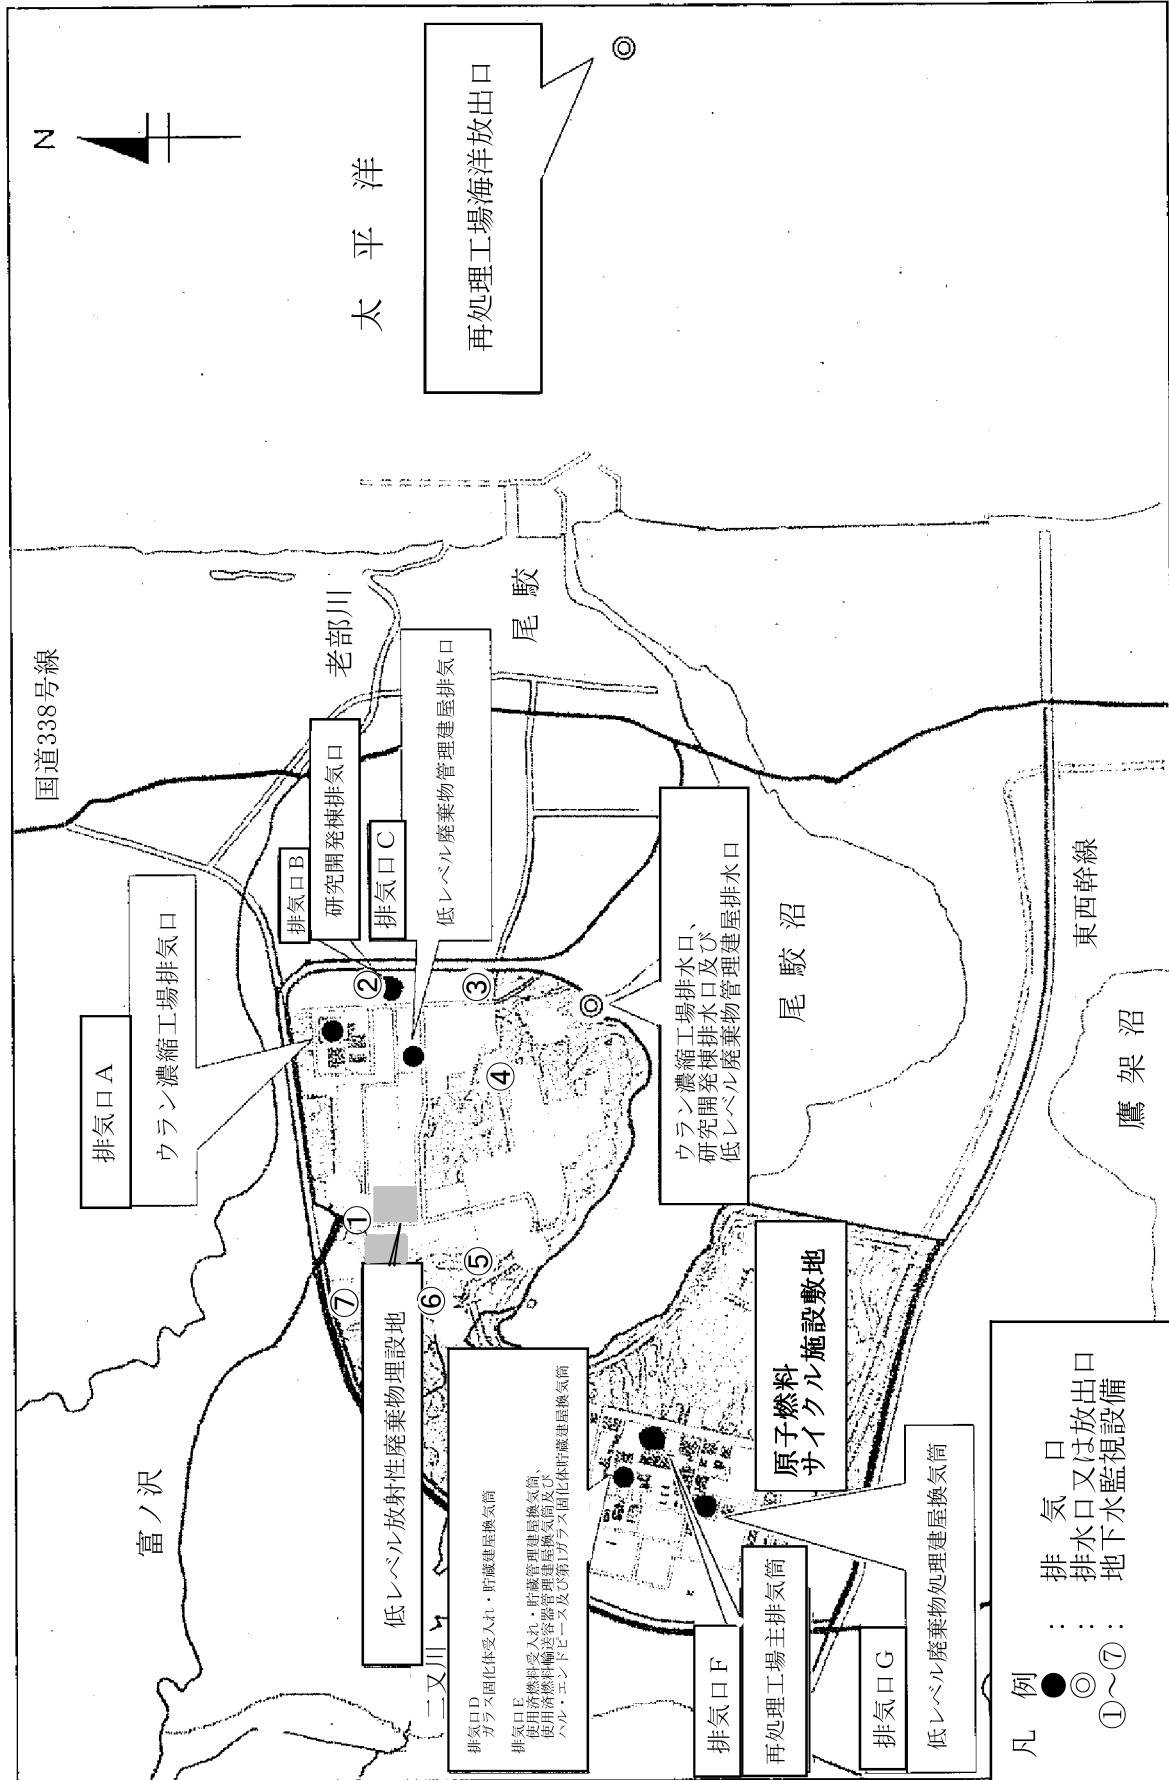 国道338号線
N
太平洋
再処理工場海洋放出口
老部川
尾駮
排気口A
ウラン濃縮工場排気口
排気口B
研究開発棟排気口
排気口C
低レベル廃棄物管理建屋排気口
富ノ沢
①
②
③
④
⑤
⑥
⑦
低レベル放射性廃棄物埋設地
二又川
ウラン濃縮工場排水口、
研究開発棟排水口及び
低レベル廃棄物管理建屋排水口
尾駮沼
排気口D
ガラス固化体受入れ・貯蔵建屋換気筒
排気口E
使用済燃料受入れ・貯蔵管理建屋換気筒、
使用済燃料輸送容器管理建屋換気筒及び
ハル・エンドピース及び第1ガラス固化体貯蔵建屋換気筒
原子燃料
サイクル施設敷地
東西幹線
鷹架沼
排気口F
再処理工場主排気筒
排気口G
低レベル廃棄物処理建屋換気筒
凡例
● : 排気口
◎ : 排水口又は放出口
①～⑦ : 地下水監視設備